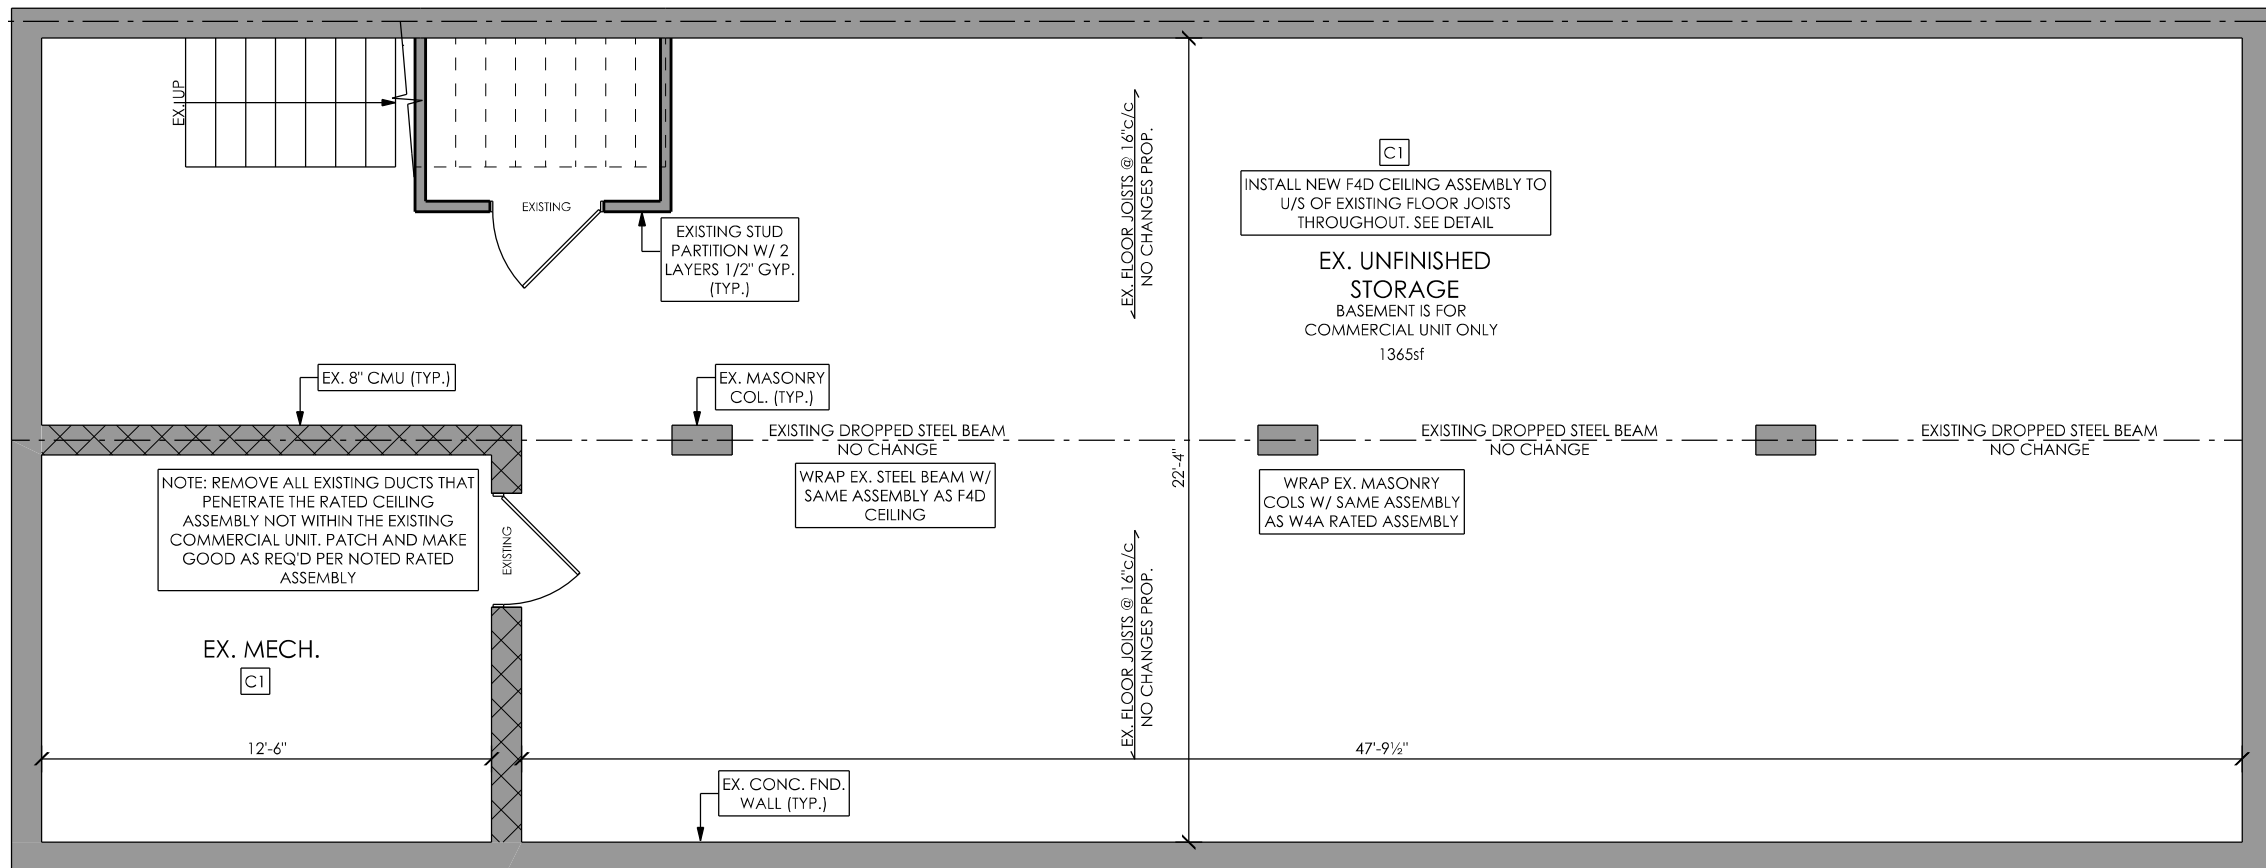 EX. UP
EXISTING
EXISTING STUD
PARTITION W/ 2
LAYERS 1/2" GYP.
(TYP.)
EX. FLOOR JOISTS @ 16"c/c
NO CHANGES PROP.
C1
INSTALL NEW F4D CEILING ASSEMBLY TO
U/S OF EXISTING FLOOR JOISTS
THROUGHOUT. SEE DETAIL
EX. UNFINISHED
STORAGE
BASEMENT IS FOR
COMMERCIAL UNIT ONLY
1365sf
EX. 8" CMU (TYP.)
EX. MASONRY
COL. (TYP.)
EXISTING DROPPED STEEL BEAM
NO CHANGE
WRAP EX. STEEL BEAM W/
SAME ASSEMBLY AS F4D
CEILING
22'-4"
EXISTING DROPPED STEEL BEAM
NO CHANGE
EXISTING DROPPED STEEL BEAM
NO CHANGE
WRAP EX. MASONRY
COLS W/ SAME ASSEMBLY
AS W4A RATED ASSEMBLY
NOTE: REMOVE ALL EXISTING DUCTS THAT
PENETRATE THE RATED CEILING
ASSEMBLY NOT WITHIN THE EXISTING
COMMERCIAL UNIT. PATCH AND MAKE
GOOD AS REQ'D PER NOTED RATED
ASSEMBLY
EXISTING
EX. FLOOR JOISTS @ 16"c/c
NO CHANGES PROP.
EX. MECH.
C1
12'-6"
47'-9½"
EX. CONC. FND.
WALL (TYP.)